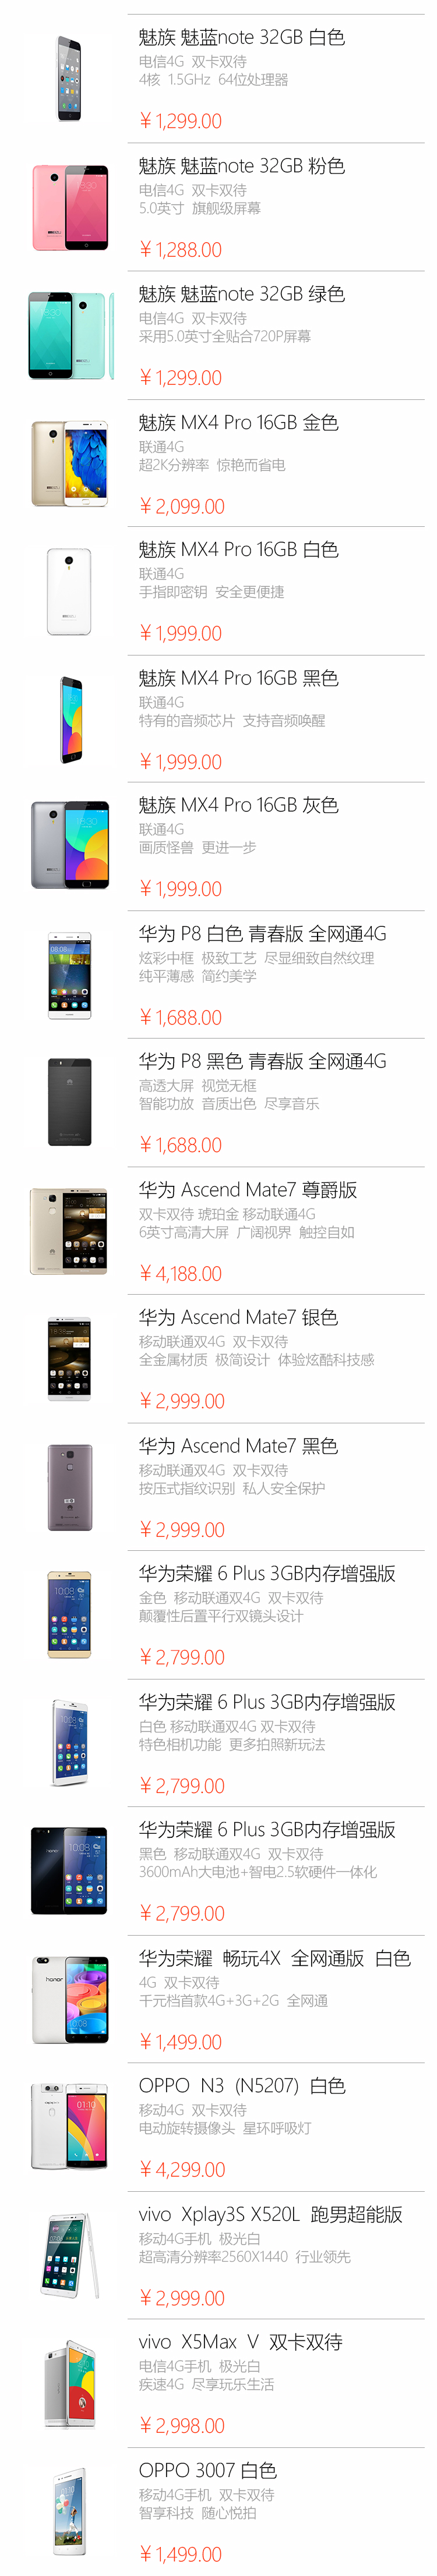 魅族 魅蓝note 32GB 白色
电信4G 双卡双待
4核 1.5GHz 64位处理器
￥1,299.00
魅族 魅蓝note 32GB 粉色
电信4G 双卡双待
5.0英寸 旗舰级屏幕
￥1,288.00
魅族 魅蓝note 32GB 绿色
电信4G 双卡双待
采用5.0英寸全贴合720P屏幕
￥1,299.00
魅族 MX4 Pro 16GB 金色
联通4G
超2K分辨率 惊艳而省电
￥2,099.00
魅族 MX4 Pro 16GB 白色
联通4G
手指即密钥 安全更便捷
￥1,999.00
魅族 MX4 Pro 16GB 黑色
联通4G
特有的音频芯片 支持音频唤醒
￥1,999.00
魅族 MX4 Pro 16GB 灰色
联通4G
画质怪兽 更进一步
￥1,999.00
华为 P8 白色 青春版 全网通4G
炫彩中框 极致工艺 尽显细致自然纹理
纯平薄感 简约美学
￥1,688.00
华为 P8 黑色 青春版 全网通4G
高透大屏 视觉无框
智能功放 音质出色 尽享音乐
￥1,688.00
华为 Ascend Mate7 尊爵版
双卡双待 琥珀金 移动联通4G
6英寸高清大屏 广阔视界 触控自如
￥4,188.00
华为 Ascend Mate7 银色
移动联通双4G 双卡双待
全金属材质 极简设计 体验炫酷科技感
￥2,999.00
华为 Ascend Mate7 黑色
移动联通双4G 双卡双待
按压式指纹识别 私人安全保护
￥2,999.00
华为荣耀 6 Plus 3GB内存增强版
金色 移动联通双4G 双卡双待
颠覆性后置平行双镜头设计
￥2,799.00
华为荣耀 6 Plus 3GB内存增强版
白色 移动联通双4G 双卡双待
特色相机功能 更多拍照新玩法
￥2,799.00
华为荣耀 6 Plus 3GB内存增强版
黑色 移动联通双4G 双卡双待
3600mAh大电池+智电2.5软硬件一体化
￥2,799.00
华为荣耀 畅玩4X 全网通版 白色
4G 双卡双待
千元档首款4G+3G+2G 全网通
￥1,499.00
OPPO N3 (N5207) 白色
移动4G 双卡双待
电动旋转摄像头 星环呼吸灯
￥4,299.00
vivo Xplay3S X520L 跑男超能版
移动4G手机 极光白
超高清分辨率2560X1440 行业领先
￥2,999.00
vivo X5Max V 双卡双待
电信4G手机 极光白
疾速4G 尽享玩乐生活
￥2,998.00
OPPO 3007 白色
移动4G手机 双卡双待
智享科技 随心悦拍
￥1,499.00